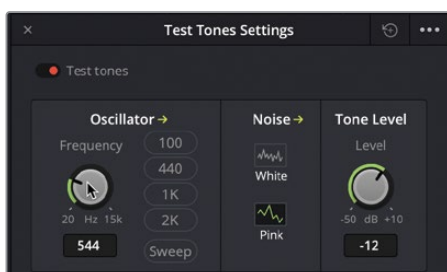 × Test Tones Settings •••
Test tones
Oscillator →
Frequency
20 Hz 15k
544
100
440
1K
2K
Sweep
Noise →
White
Pink
Tone Level
Level
-50 dB +10
-12